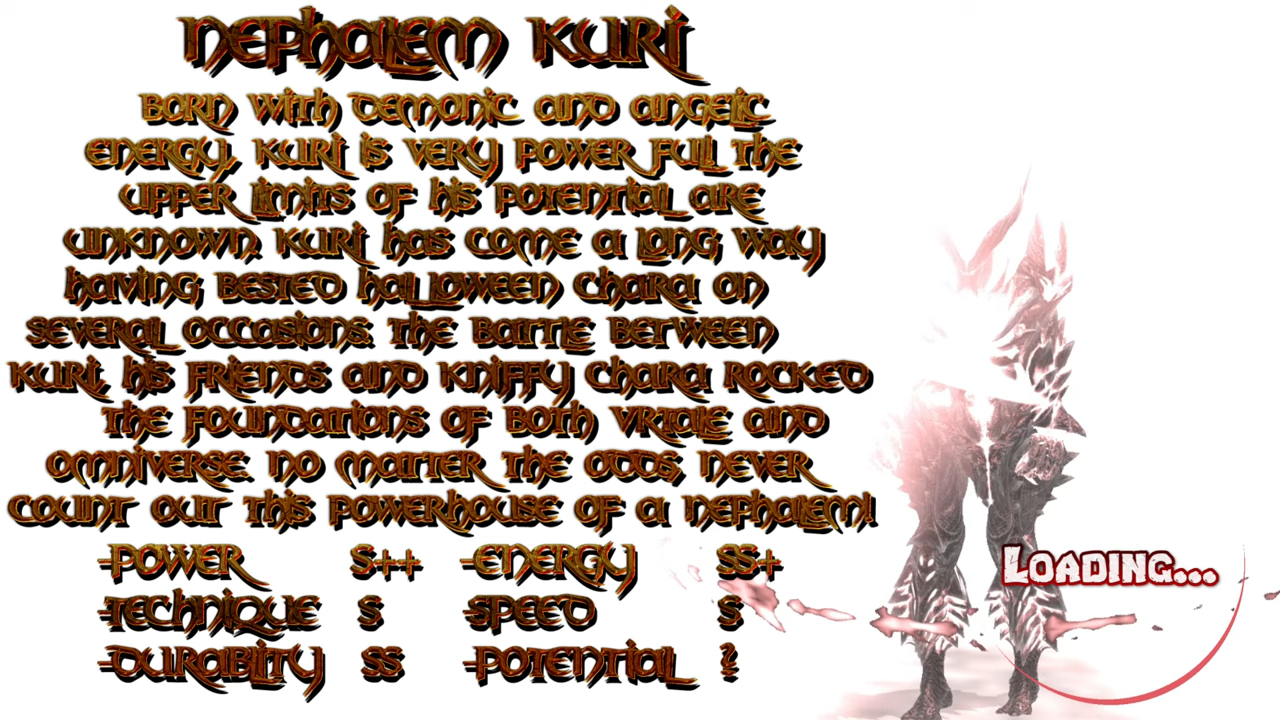 Nephalem Kuri
Born with demonic and angelic
energy, Kuri is very power full the
upper limits of his potential are
unknown. Kuri has come a long way
having bested halloween chara on
several occasions. The battle between
Kuri, his friends and Kniffy chara rocked
the foundations of both vrtale and
omniverse. No matter the odds, never
count out this powerhouse of a nephalem!
-Power S++ -Energy SS+
-Technique S -Speed S
-Durablity SS -Potential ?
Loading...